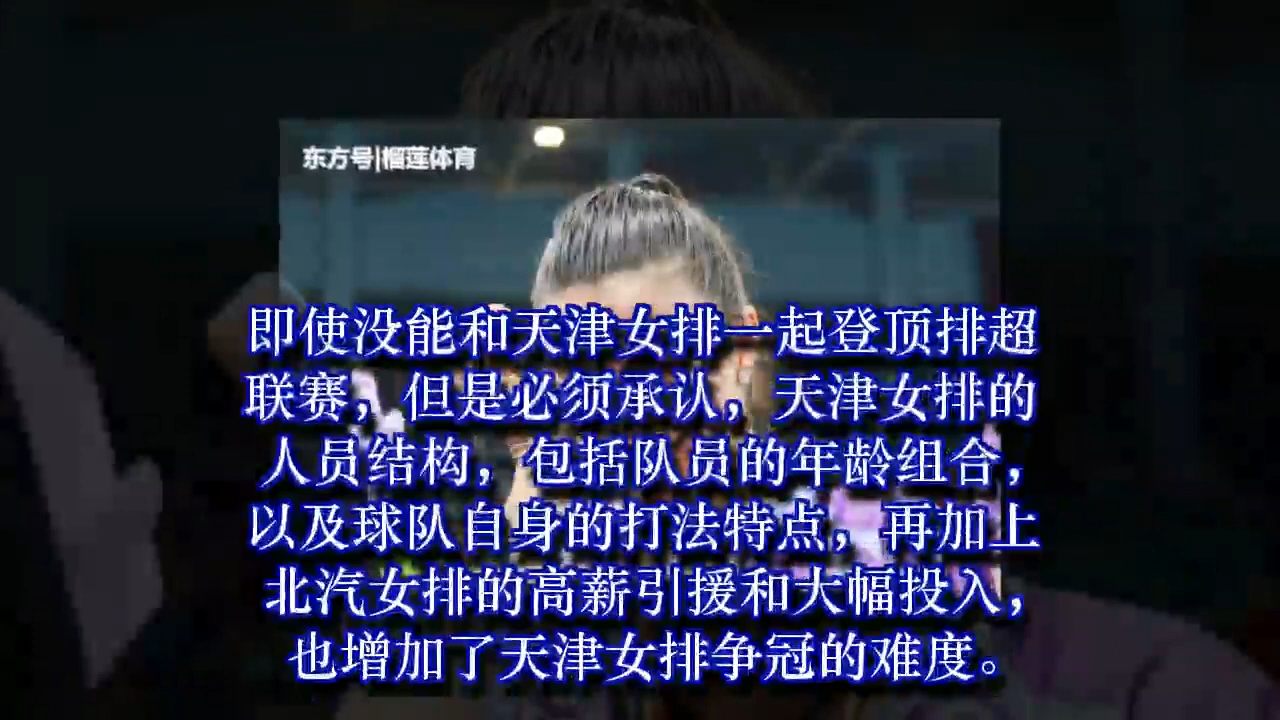 东方号|榴莲体育
即使没能和天津女排一起登顶排超
联赛，但是必须承认，天津女排的
人员结构，包括队员的年龄组合，
以及球队自身的打法特点，再加上
北汽女排的高薪引援和大幅投入，
也增加了天津女排争冠的难度。